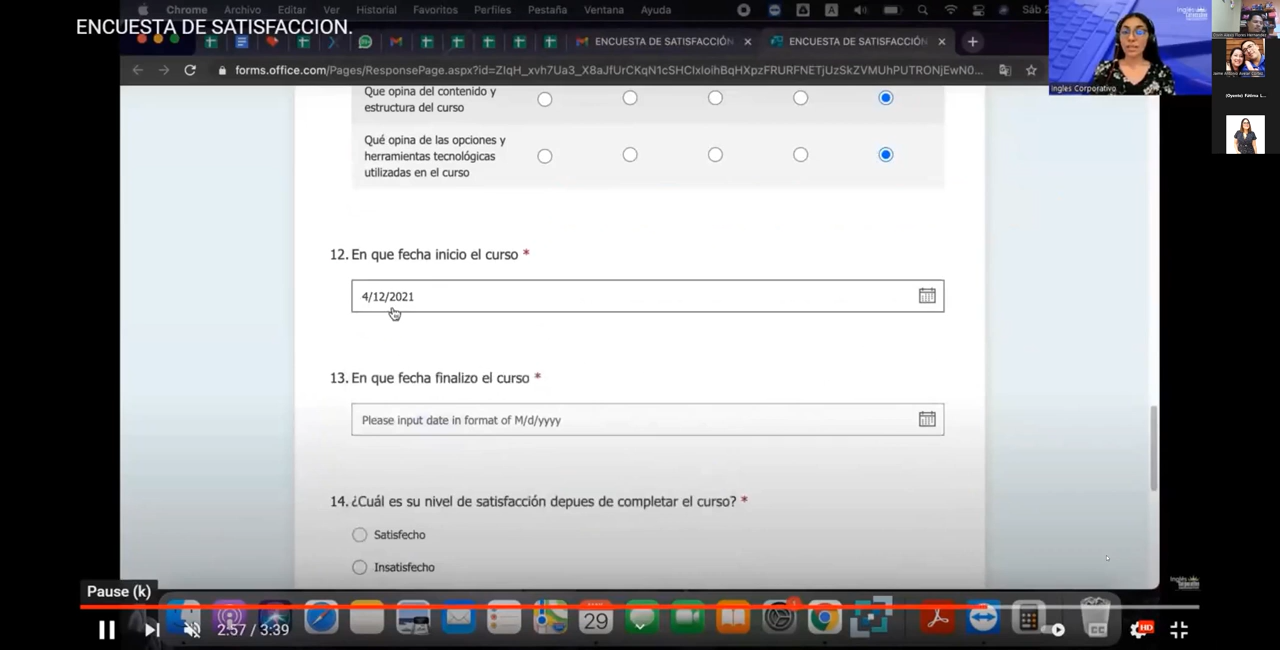 ENCUESTA DE SATISFACCION.
Chrome Archivo Editar Ver Historial Favoritos Perfiles Pestaña Ventana Ayuda
ENCUESTA DE SATISFACCIÓN
DE SATISFACCIÓN
Ingles Corporativo
Que opina del contenido y
estructura del curso
Qué opina de las opciones y
herramientas tecnológicas
utilizadas en el curso
12. En que fecha inicio el curso *
4/12/2021
13. En que fecha finalizo el curso *
Please input date in format of M/d/yyyy
14. ¿Cuál es su nivel de satisfacción depues de completar el curso? *
Satisfecho
Insatisfecho
Pause (k)
29
2:57 / 3:39
CC
HD